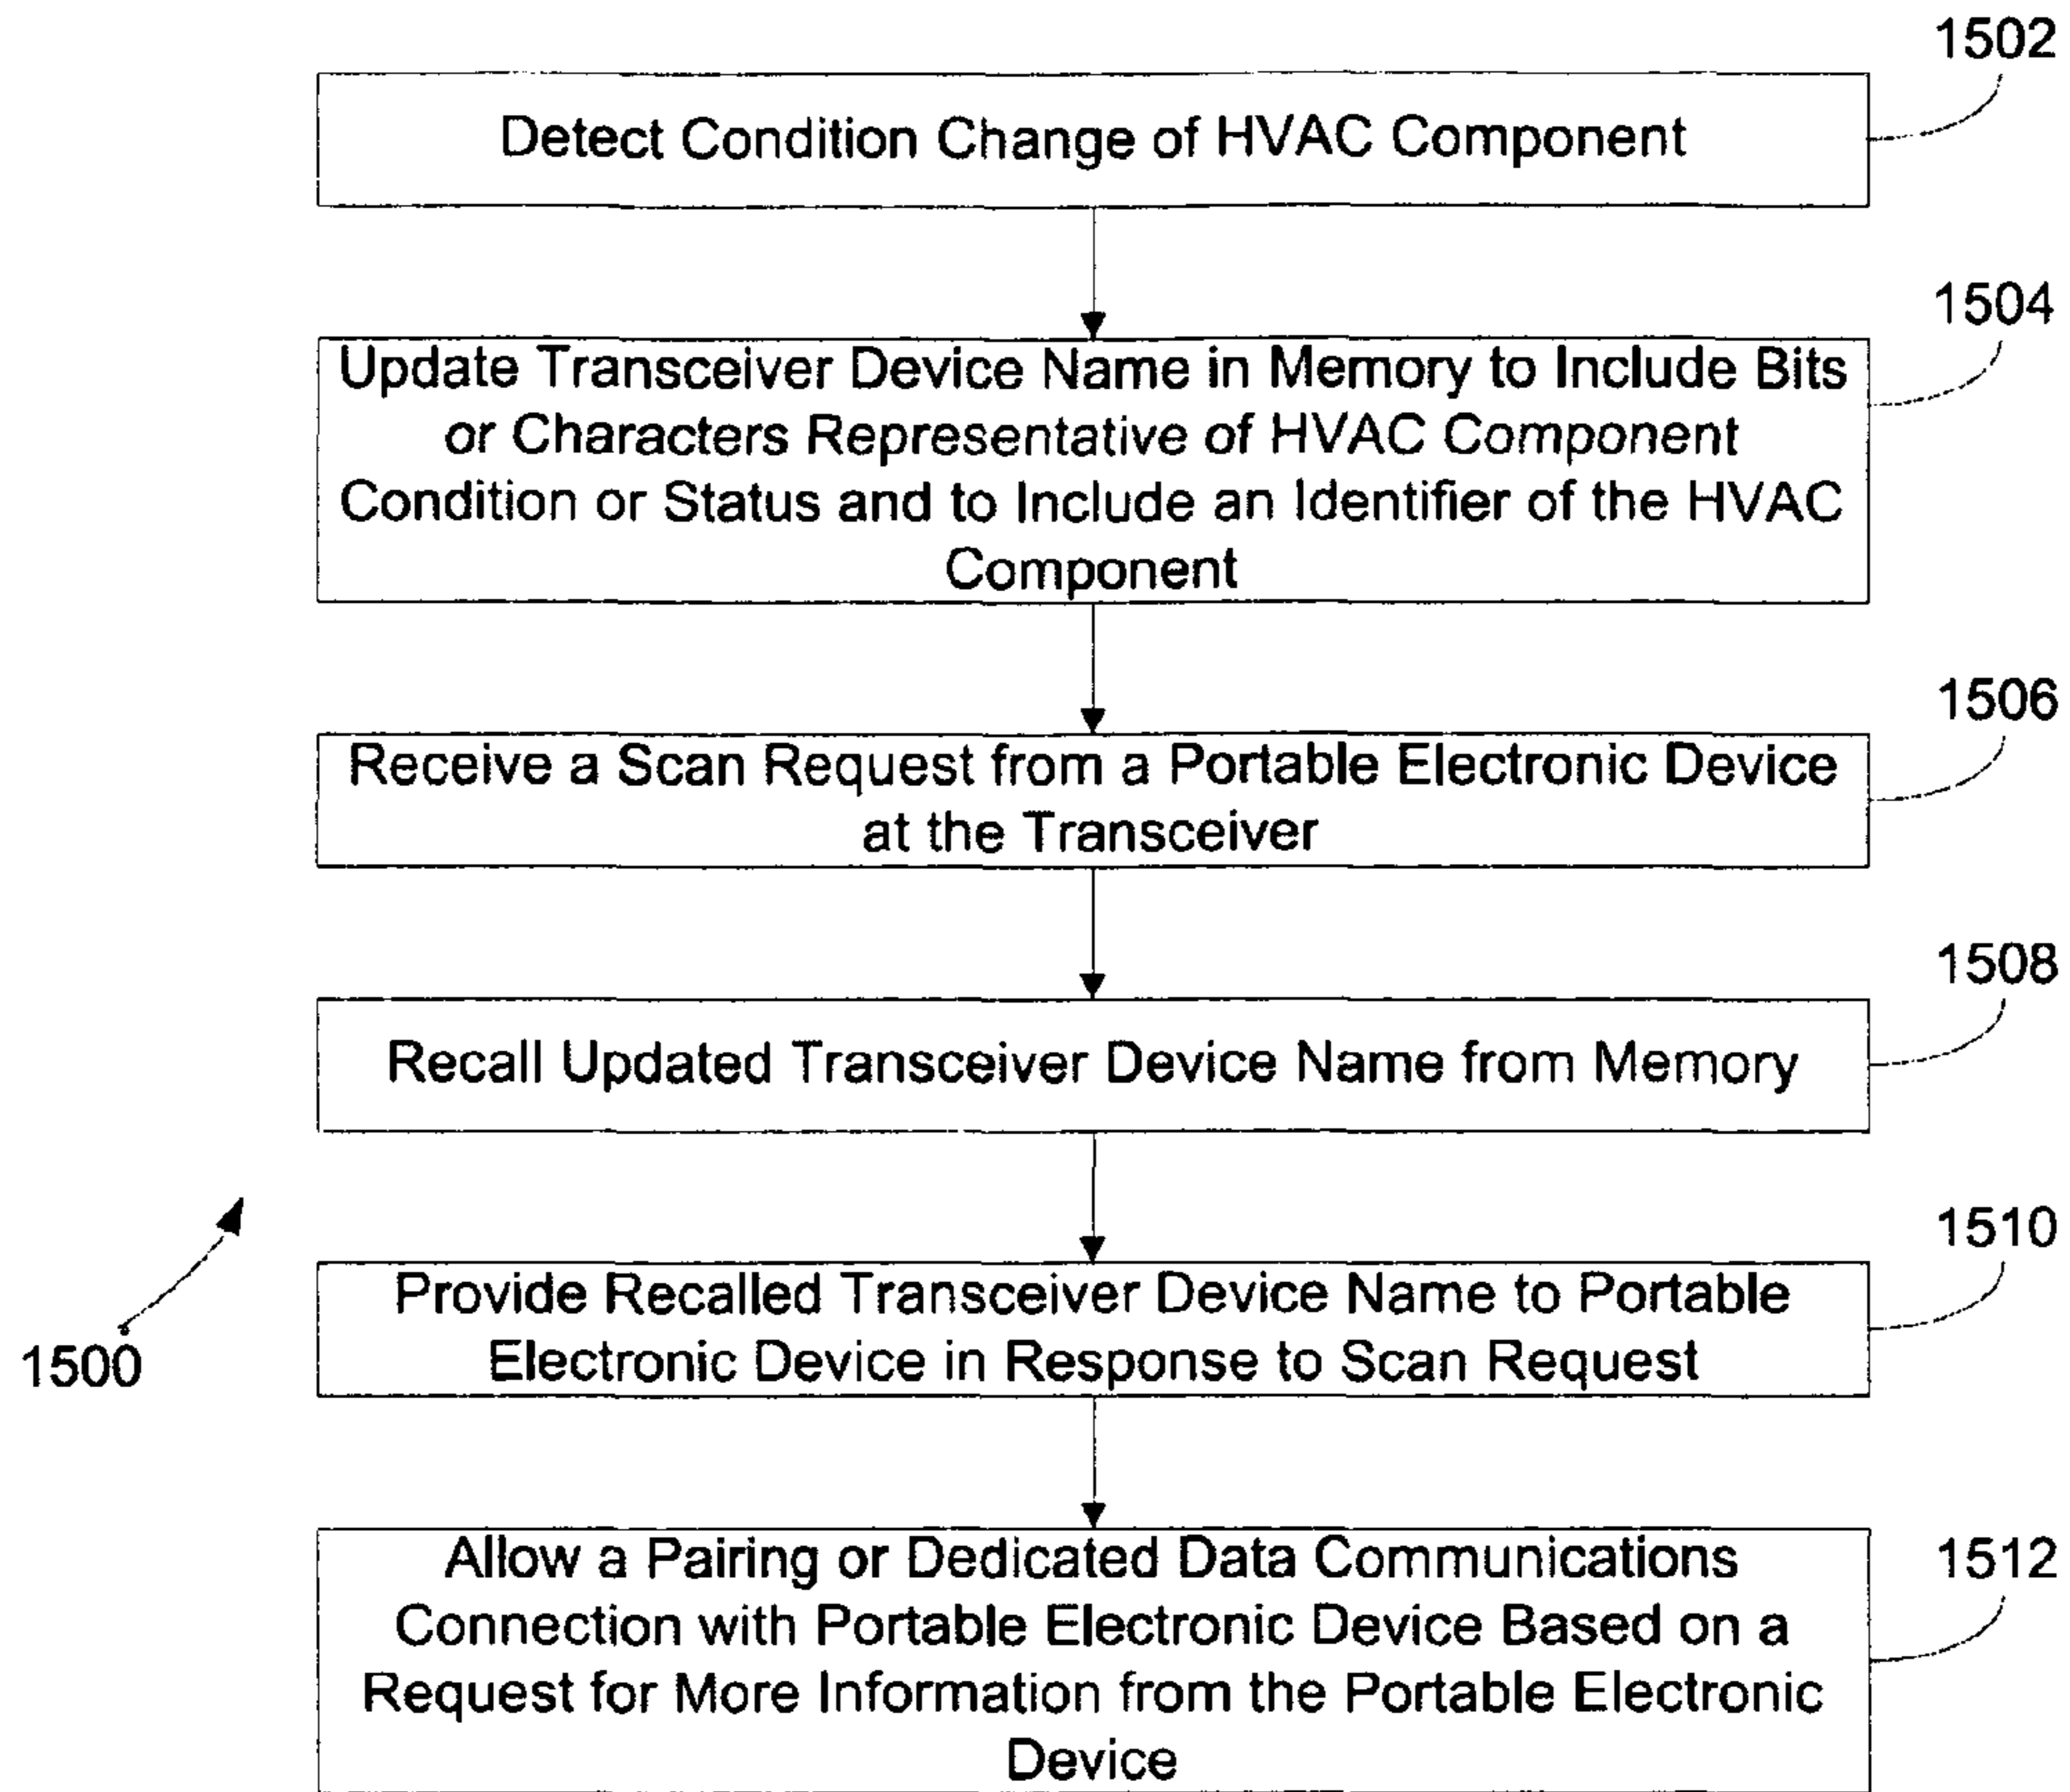 1502
Detect Condition Change of HVAC Component
1504
Update Transceiver Device Name in Memory to Include Bits
or Characters Representative of HVAC Component
Condition or Status and to Include an Identifier of the HVAC
Component
1506
Receive a Scan Request from a Portable Electronic Device
at the Transceiver
1508
Recall Updated Transceiver Device Name from Memory
1510
Provide Recalled Transceiver Device Name to Portable
Electronic Device in Response to Scan Request
1500
1512
Allow a Pairing or Dedicated Data Communications
Connection with Portable Electronic Device Based on a
Request for More Information from the Portable Electronic
Device